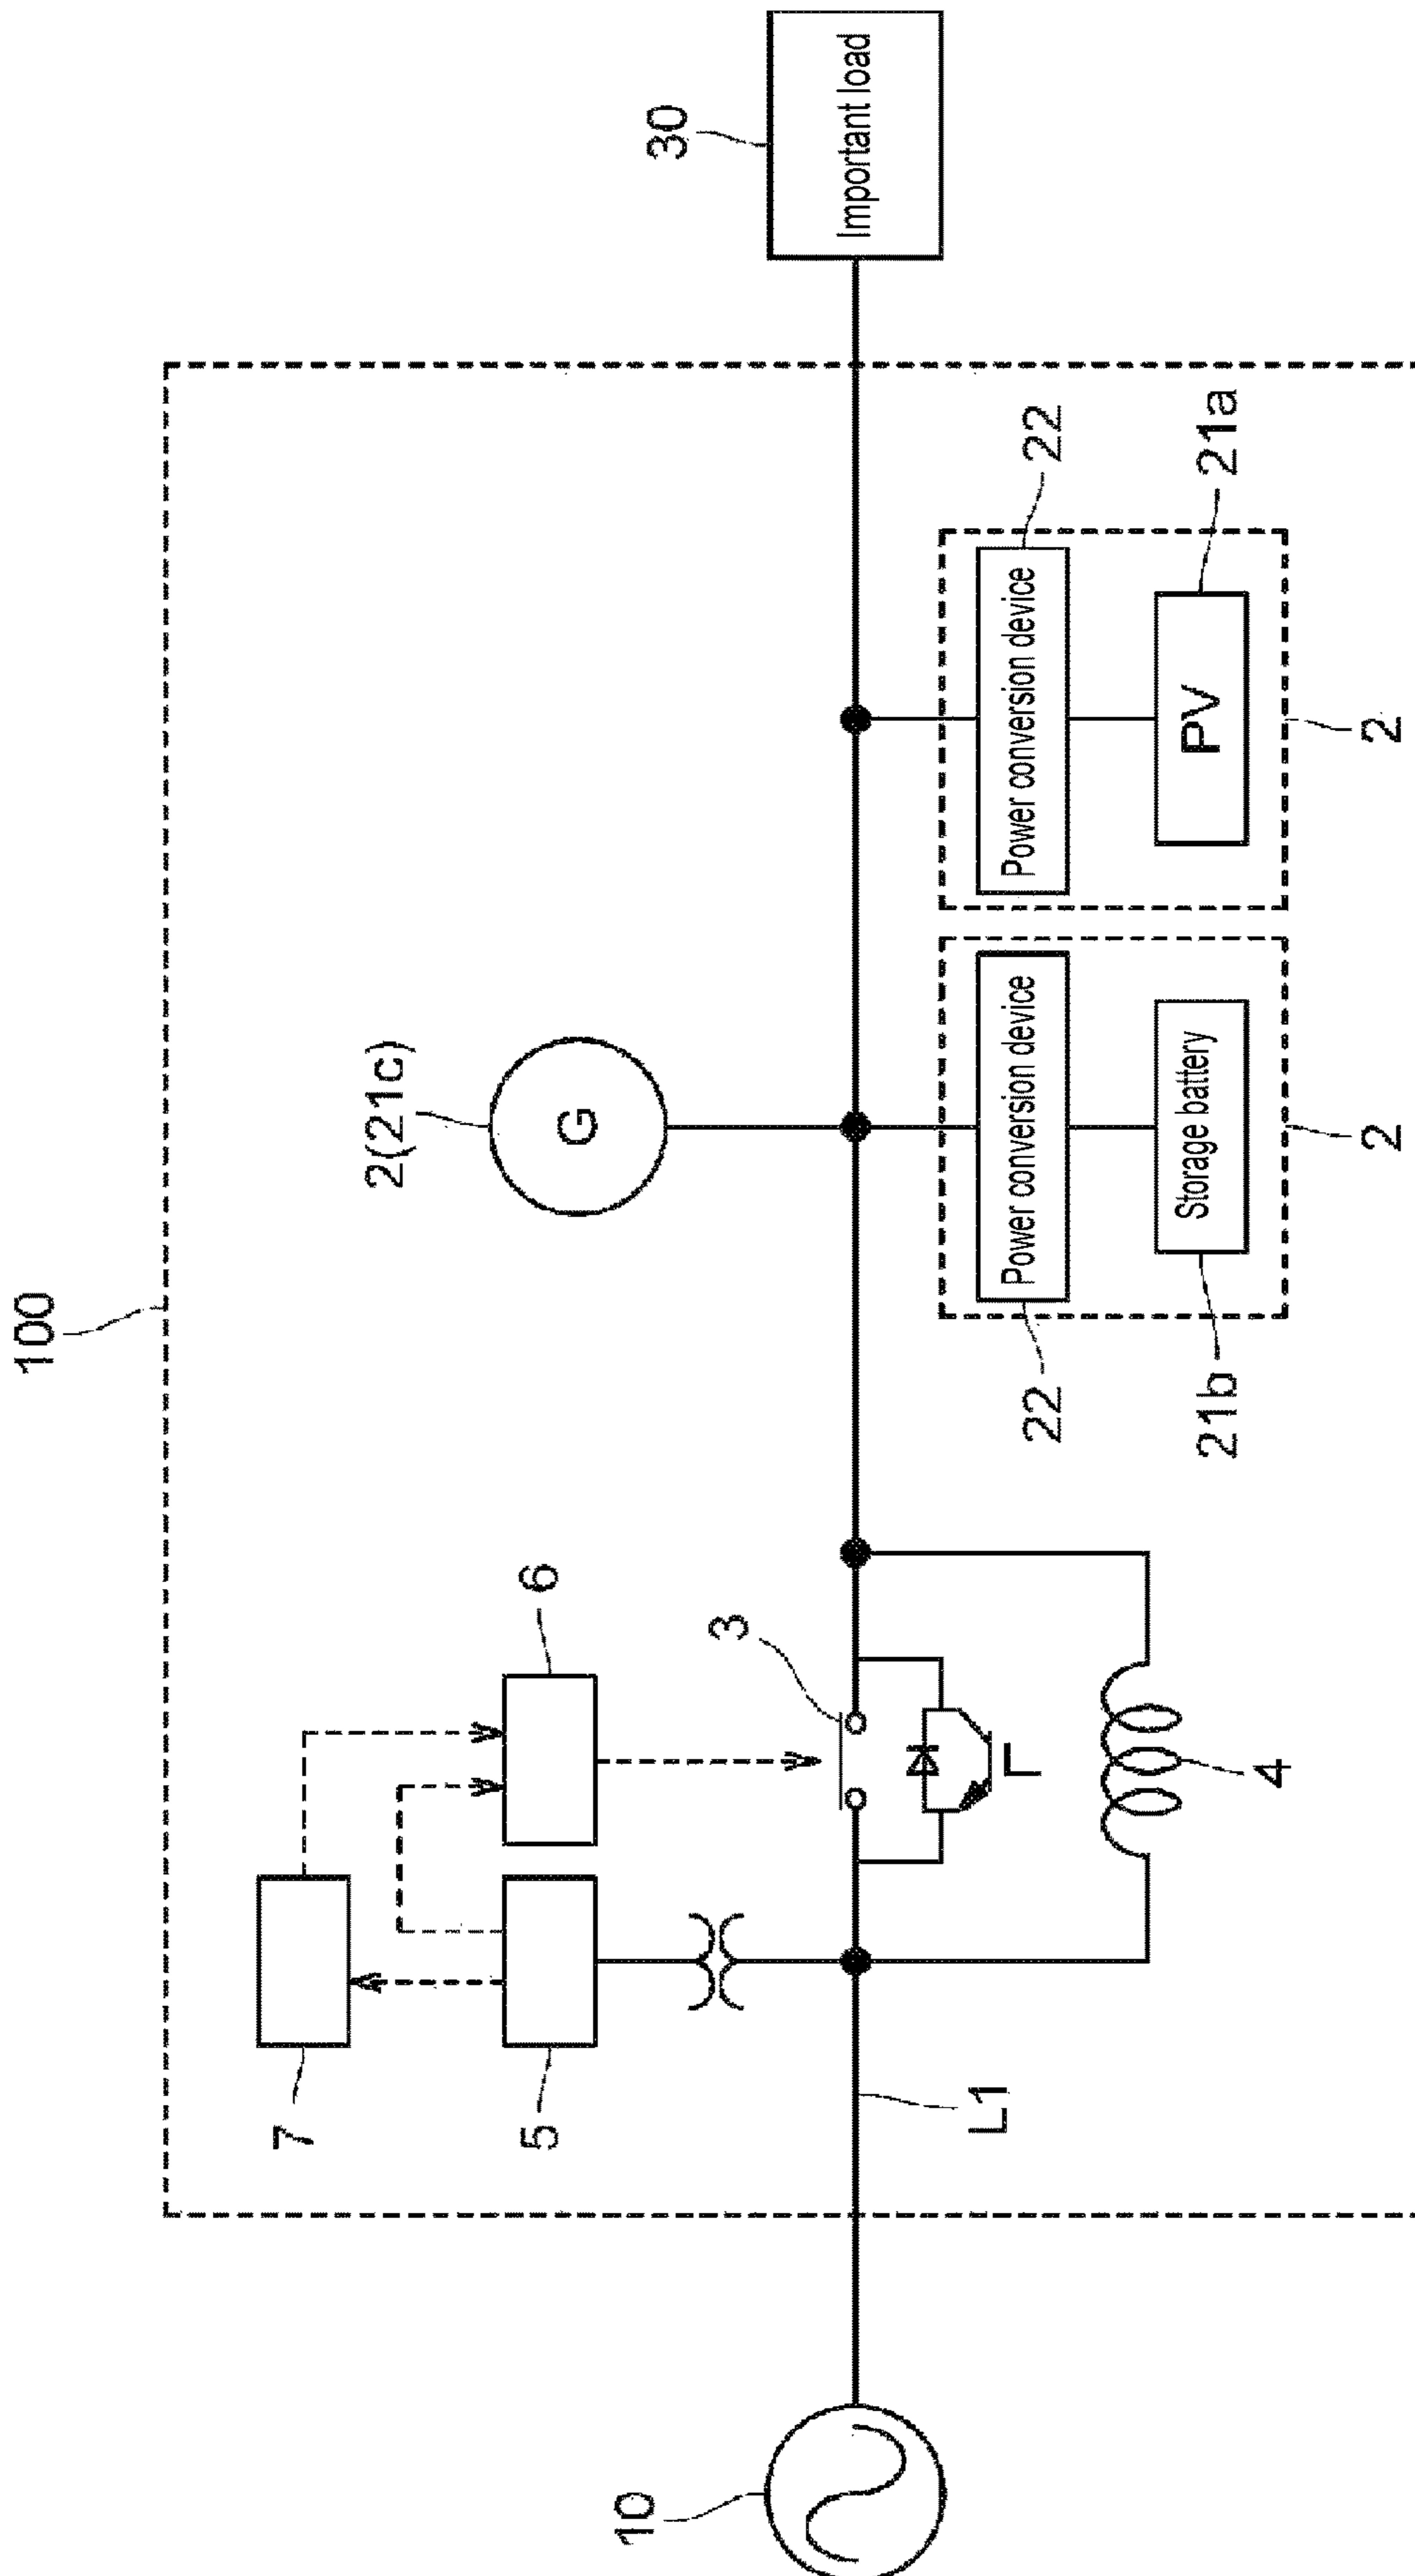 100
7
5
6
2(21c)
G
10
L1
3
4
30
Important load
22
Power conversion device
Storage battery
21b
2
22
Power conversion device
PV
21a
2